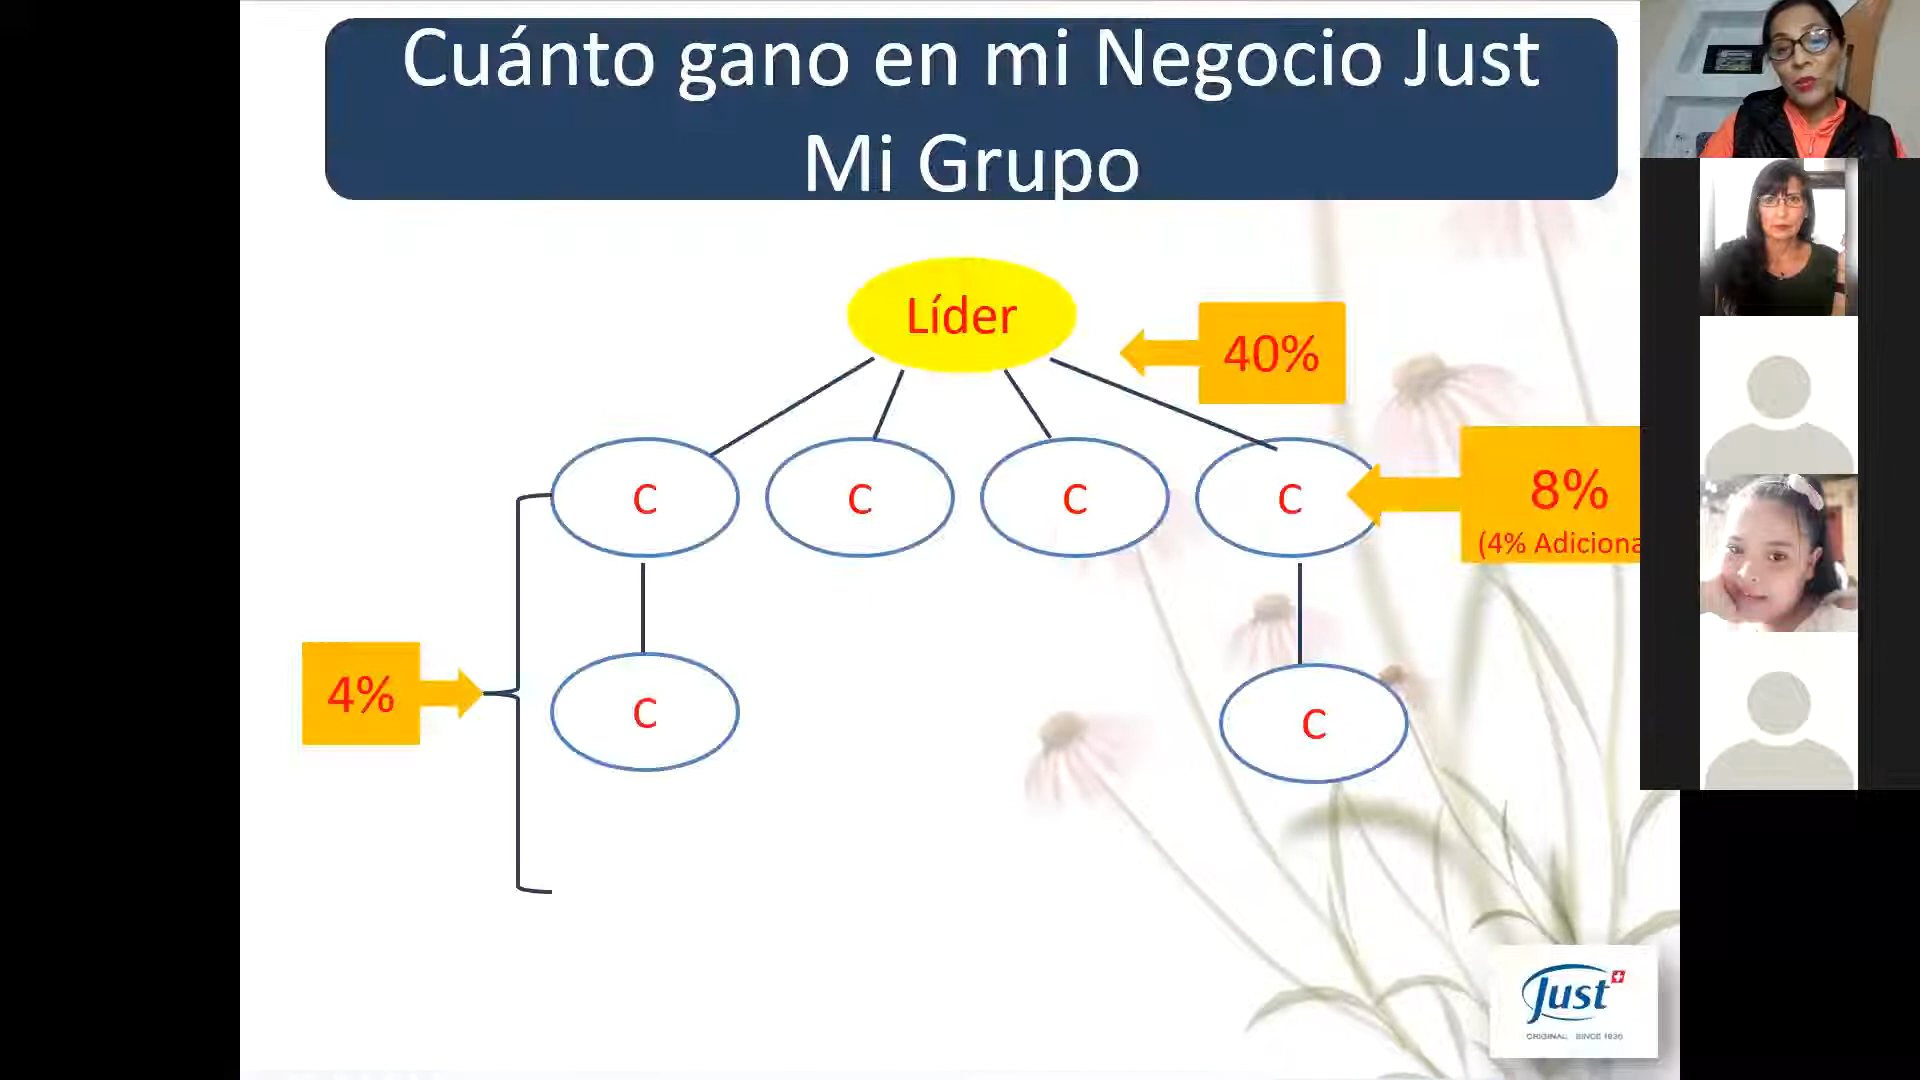 Cuánto gano en mi Negocio Just
Mi Grupo
Líder
40%
C
C
C
C
8%
(4% Adiciona
4%
C
C
Just
ORIGINAL SINCE 1930